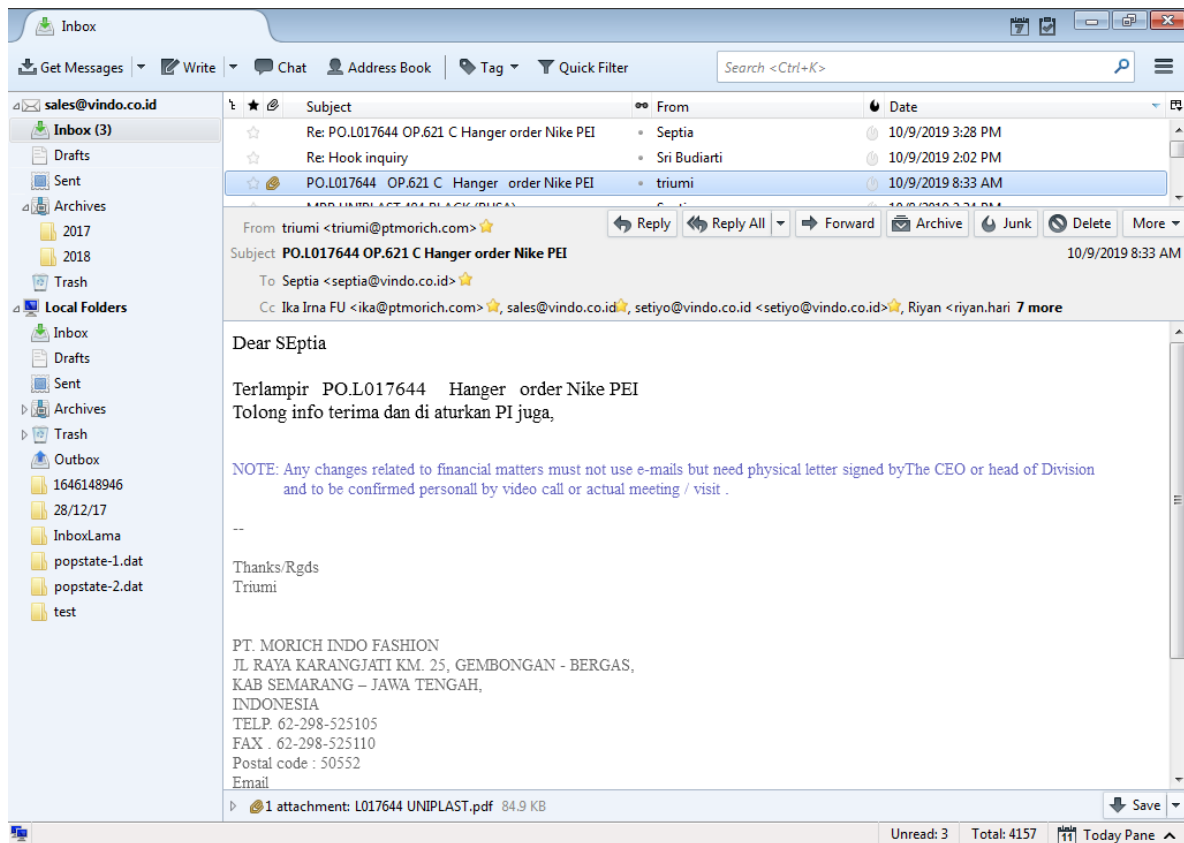 Inbox
Get Messages Write Chat Address Book Tag Quick Filter Search <Ctrl+K>
sales@vindo.co.id
Inbox (3)
Drafts
Sent
Archives
2017
2018
Trash
Local Folders
Inbox
Drafts
Sent
Archives
Trash
Outbox
1646148946
28/12/17
InboxLama
popstate-1.dat
popstate-2.dat
test
Subject From Date
Re: PO.L017644 OP.621 C Hanger order Nike PEI Septia 10/9/2019 3:28 PM
Re: Hook inquiry Sri Budiarti 10/9/2019 2:02 PM
PO.L017644 OP.621 C Hanger order Nike PEI triumi 10/9/2019 8:33 AM
From triumi <triumi@ptmorich.com> Reply Reply All Forward Archive Junk Delete More
Subject PO.L017644 OP.621 C Hanger order Nike PEI 10/9/2019 8:33 AM
To Septia <septia@vindo.co.id>
Cc Ika Irna FU <ika@ptmorich.com>, sales@vindo.co.id, setiyo@vindo.co.id <setiyo@vindo.co.id>, Riyan <riyan.hari 7 more
Dear SEptia
Terlampir PO.L017644 Hanger order Nike PEI
Tolong info terima dan di aturkan PI juga,
NOTE: Any changes related to financial matters must not use e-mails but need physical letter signed byThe CEO or head of Division
and to be confirmed personall by video call or actual meeting / visit .
--
Thanks/Rgds
Triumi
PT. MORICH INDO FASHION
JL RAYA KARANGJATI KM. 25, GEMBONGAN - BERGAS,
KAB SEMARANG – JAWA TENGAH,
INDONESIA
TELP. 62-298-525105
FAX . 62-298-525110
Postal code : 50552
Email
1 attachment: L017644 UNIPLAST.pdf 84.9 KB Save
Unread: 3 Total: 4157 11 Today Pane